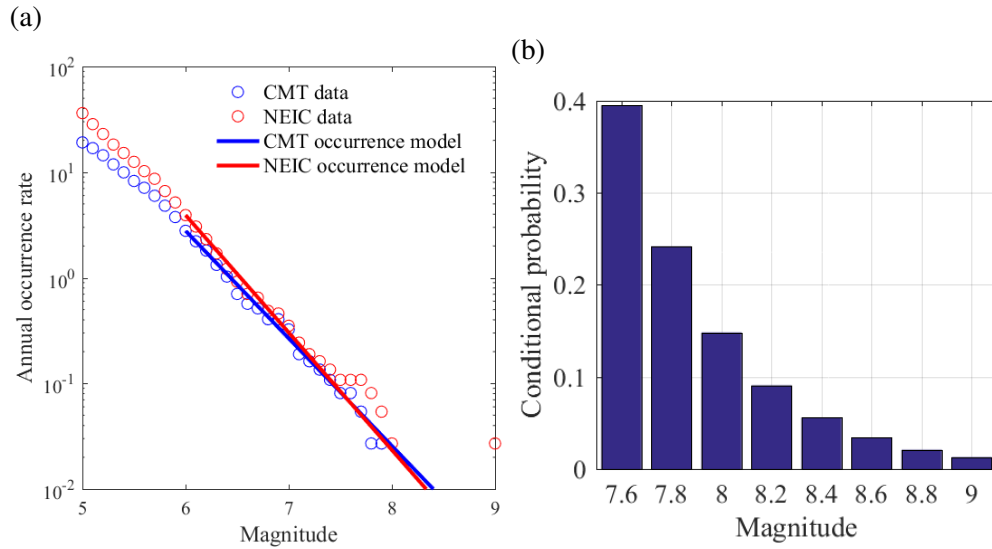 (a)
10^2
10^1
10^0
10^-1
10^-2
Annual occurrence rate
CMT data
NEIC data
CMT occurrence model
NEIC occurrence model
5 6 7 8 9
Magnitude
(b)
0.4
0.3
0.2
0.1
0
Conditional probability
7.6 7.8 8 8.2 8.4 8.6 8.8 9
Magnitude